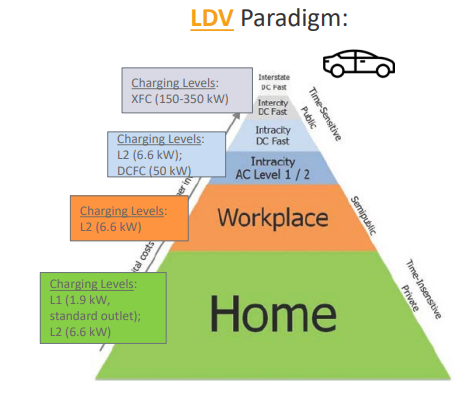 LDV Paradigm:
Charging Levels:
XFC (150-350 kW)
Interstate
DC Fast
Intercity
DC Fast
Time-Sensitive
Public
Charging Levels:
L2 (6.6 kW);
DCFC (50 kW)
Intracity
DC Fast
Intracity
AC Level 1 / 2
Charging Levels:
L2 (6.6 kW)
Workplace
Semipublic
costs
Charging Levels:
L1 (1.9 kW,
standard outlet);
L2 (6.6 kW)
Home
Time-Insensitive
Private